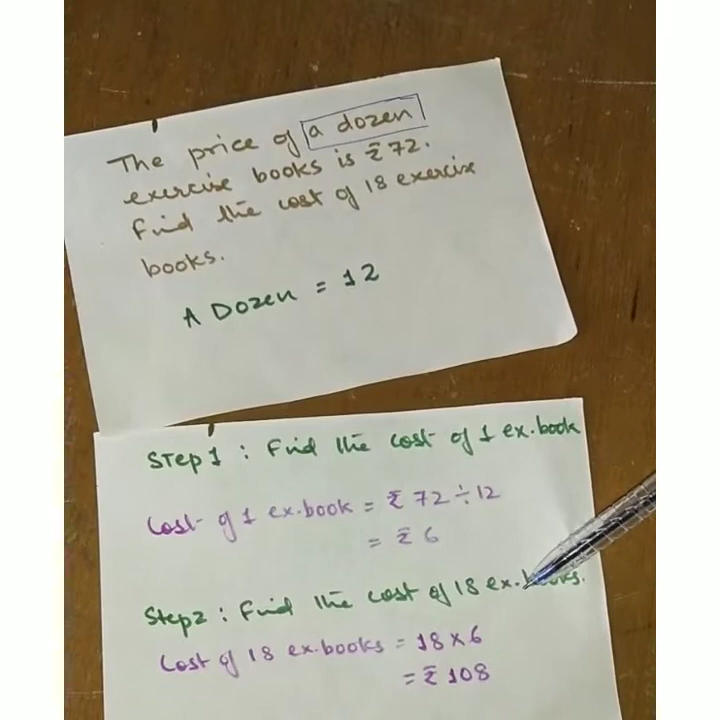 The price of a dozen
exercise books is ₹ 72.
Find the cost of 18 exercise
books.
A Dozen = 12
Step 1 : Find the cost of 1 ex.book
Cost of 1 ex.book = ₹ 72 ÷ 12
= ₹ 6
Step 2 : Find the cost of 18 ex.books.
Cost of 18 ex.books = 18 x 6
= ₹ 108